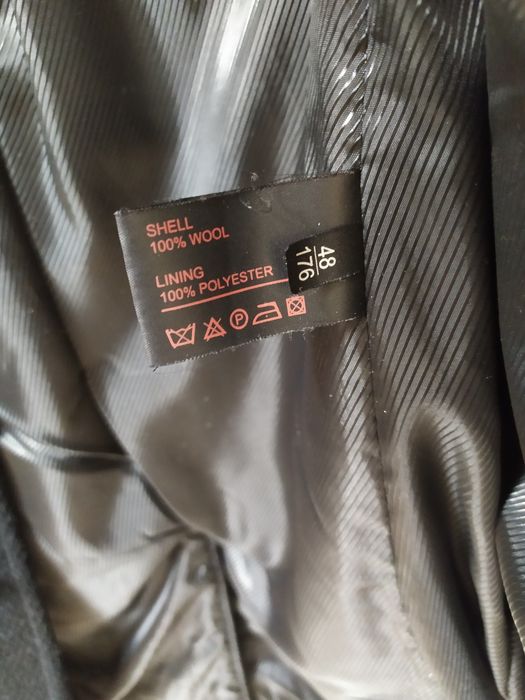 SHELL
100% WOOL
LINING
100% POLYESTER
48
176
P